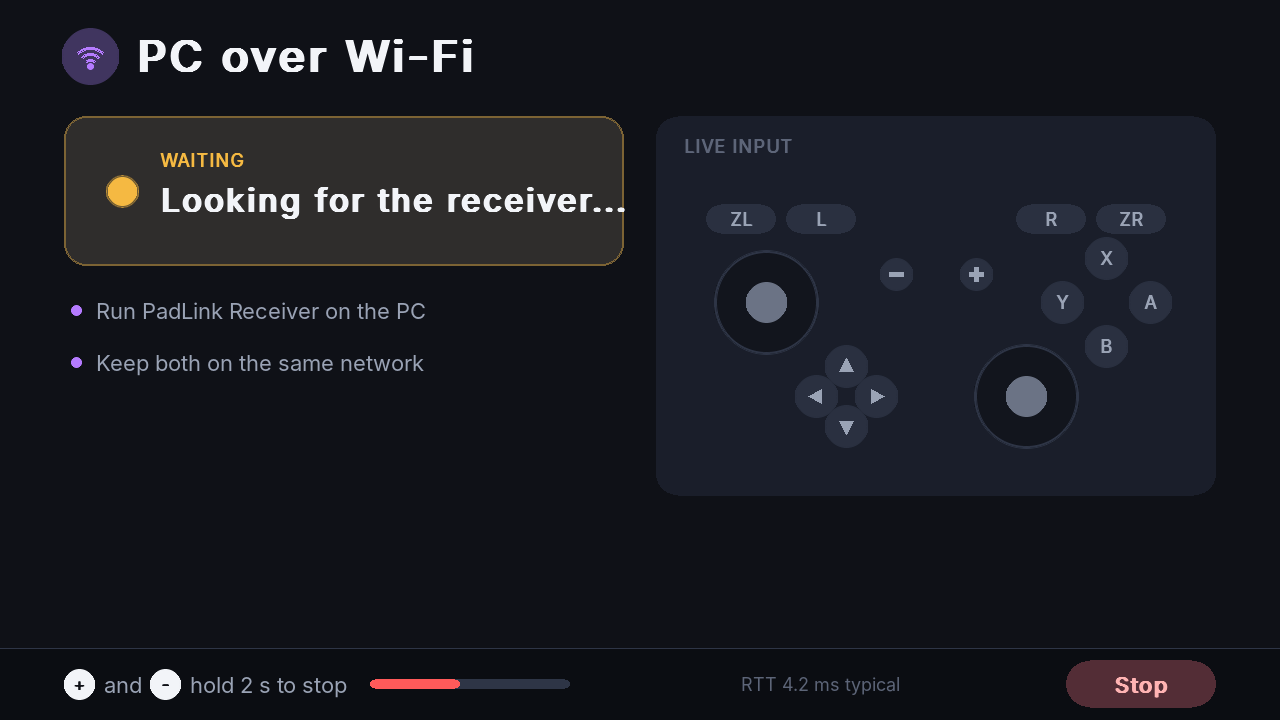 PC over Wi-Fi
WAITING
Looking for the receiver...
Run PadLink Receiver on the PC
Keep both on the same network
LIVE INPUT
ZL L R ZR
X
Y A
B
+ and - hold 2 s to stop
RTT 4.2 ms typical
Stop